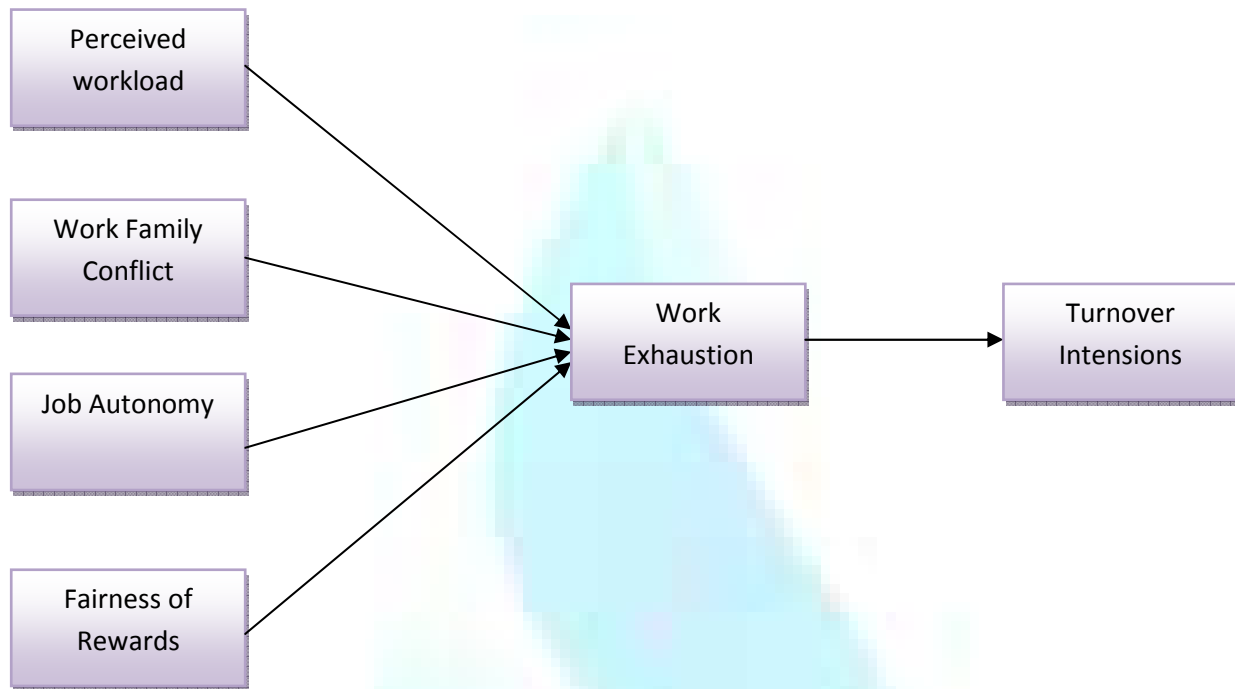 Perceived
workload
Work Family
Conflict
Job Autonomy
Fairness of
Rewards
Work
Exhaustion
Turnover
Intensions